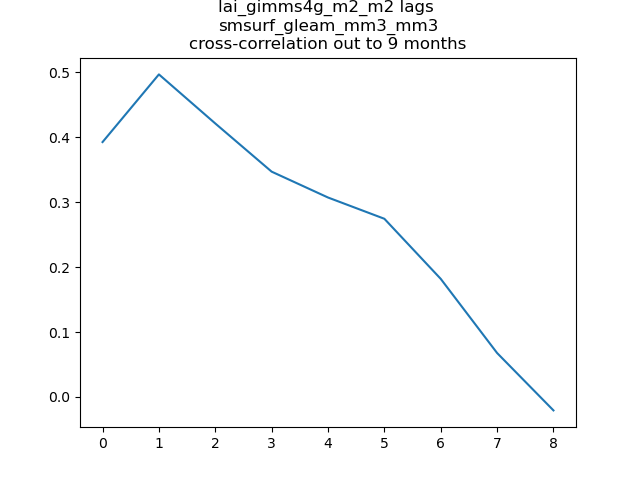 lai_gimms4g_m2_m2 lags
smsurf_gleam_mm3_mm3
cross-correlation out to 9 months
0.5
0.4
0.3
0.2
0.1
0.0
0 1 2 3 4 5 6 7 8